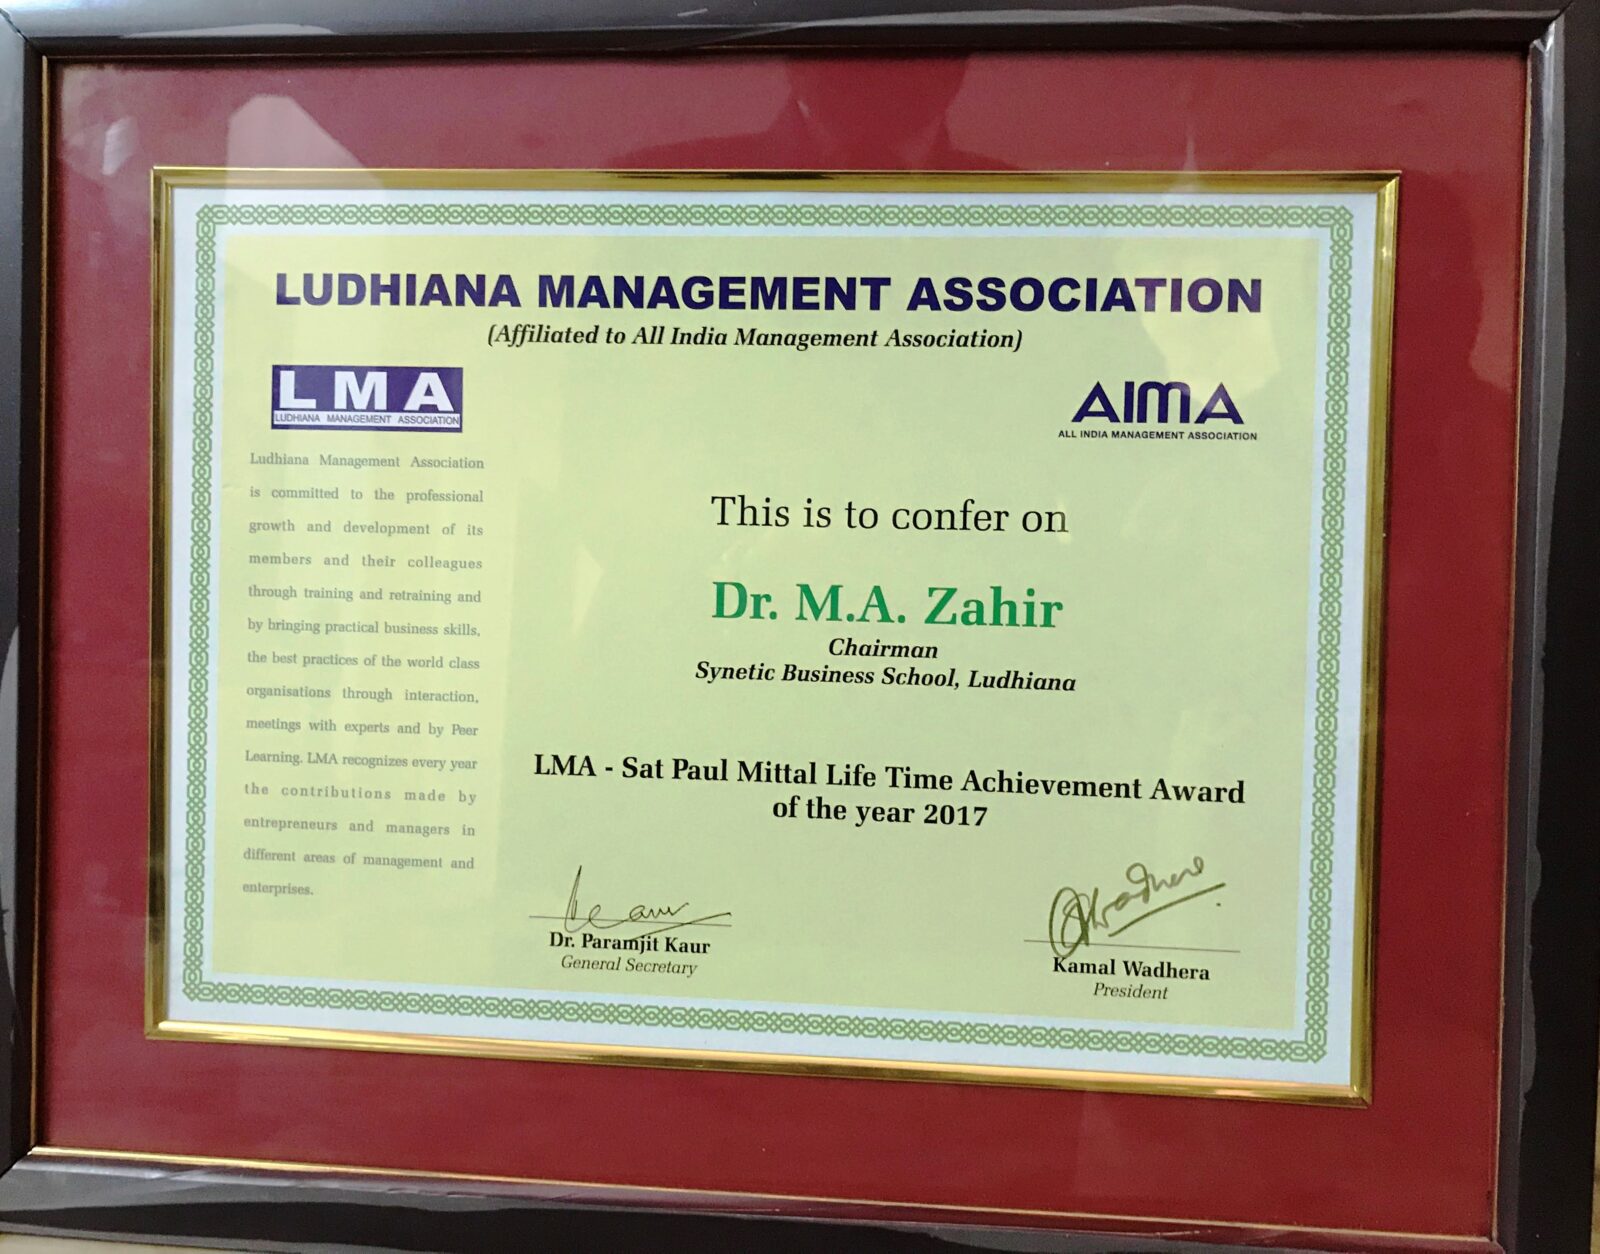 LUDHIANA MANAGEMENT ASSOCIATION
(Affiliated to All India Management Association)
LMA
LUDHIANA MANAGEMENT ASSOCIATION
AIMA
ALL INDIA MANAGEMENT ASSOCIATION
Ludhiana Management Association
is committed to the professional
growth and development of its
members and their colleagues
through training and retraining and
by bringing practical business skills,
the best practices of the world class
organisations through interaction,
meetings with experts and by Peer
Learning. LMA recognizes every year
the contributions made by
entrepreneurs and managers in
different areas of management and
enterprises.
This is to confer on
Dr. M.A. Zahir
Chairman
Synetic Business School, Ludhiana
LMA - Sat Paul Mittal Life Time Achievement Award
of the year 2017
Dr. Paramjit Kaur
General Secretary
Kamal Wadhera
President